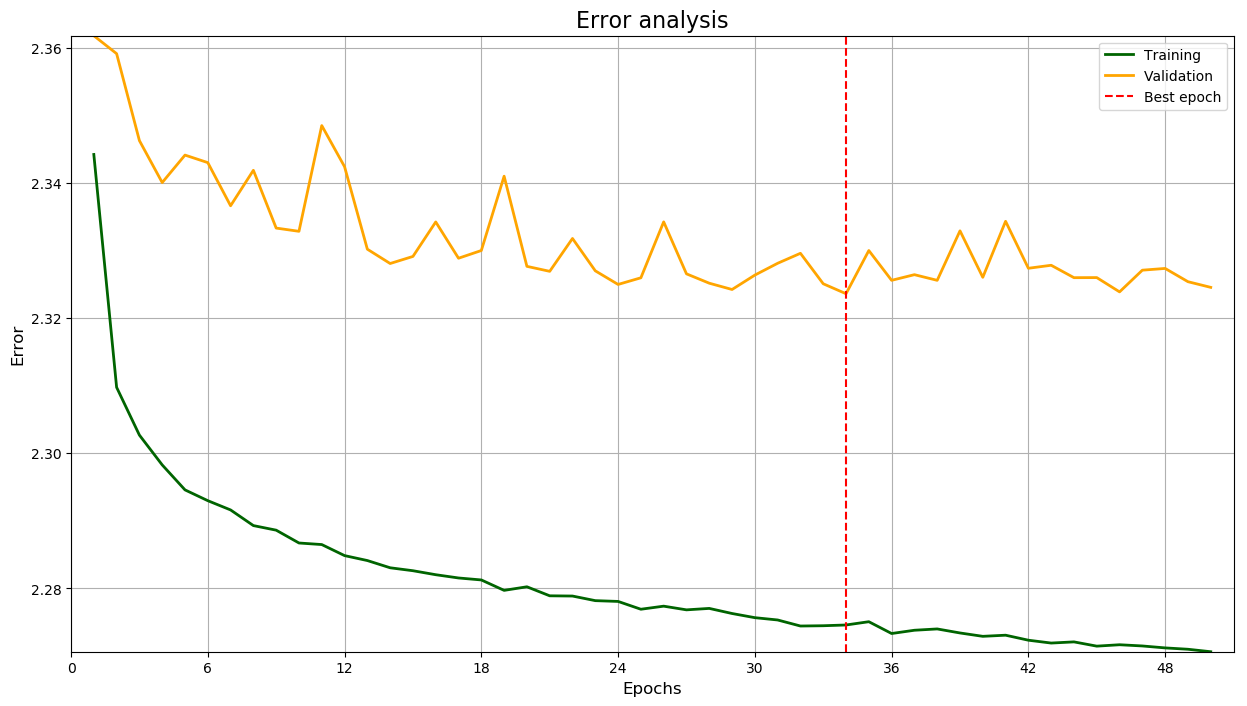 Error analysis
Training
Validation
Best epoch
2.36
2.34
2.32
2.30
2.28
Error
0 6 12 18 24 30 36 42 48
Epochs